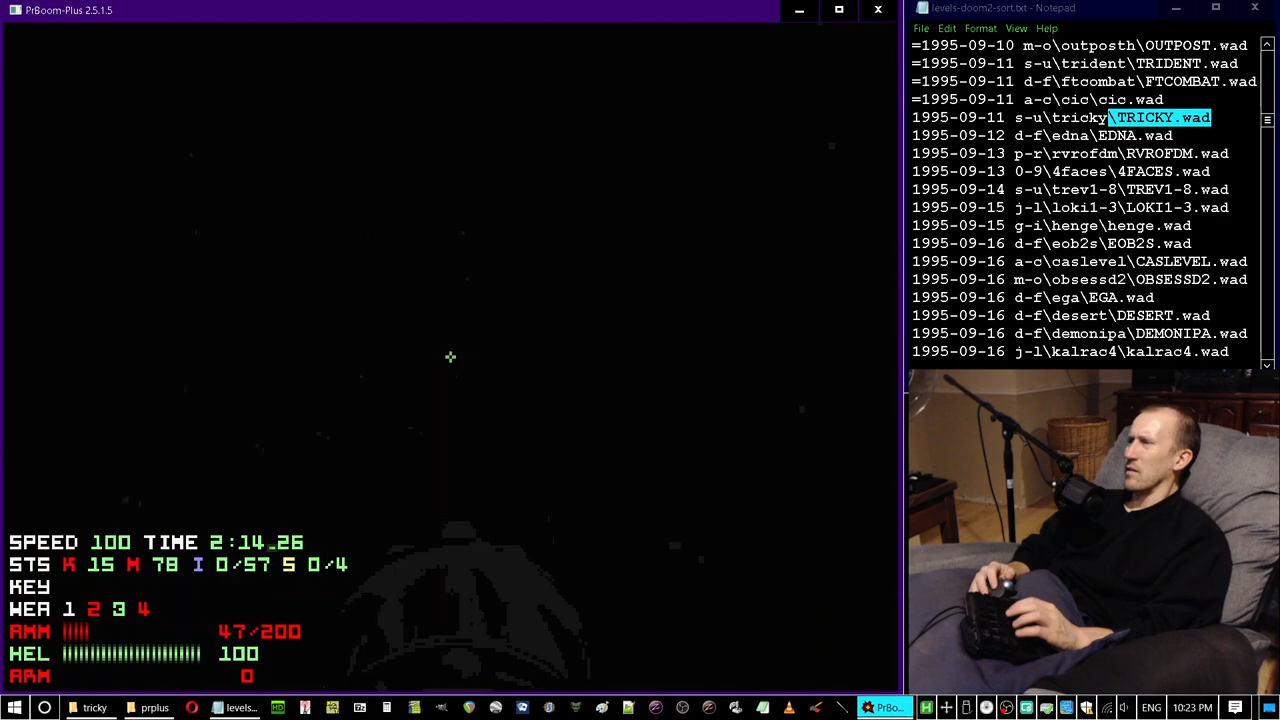 PrBoom-Plus 2.5.1.5
SPEED 100 TIME 2:14.26
STS K 15 M 78 I 0/57 S 0/4
KEY
WEA 1 2 3 4
AMM 47/200
HEL 100
ARM 0
levels-doom2-sort.txt - Notepad
File Edit Format View Help
=1995-09-10 m-o\outposth\OUTPOST.wad
=1995-09-11 s-u\trident\TRIDENT.wad
=1995-09-11 d-f\ftcombat\FTCOMBAT.wad
=1995-09-11 a-c\cic\cic.wad
1995-09-11 s-u\tricky\TRICKY.wad
1995-09-12 d-f\edna\EDNA.wad
1995-09-13 p-r\rvrofdm\RVROFDM.wad
1995-09-13 0-9\4faces\4FACES.wad
1995-09-14 s-u\trev1-8\TREV1-8.wad
1995-09-15 j-l\loki1-3\LOKI1-3.wad
1995-09-15 g-i\henge\henge.wad
1995-09-16 d-f\eob2s\EOB2S.wad
1995-09-16 a-c\caslevel\CASLEVEL.wad
1995-09-16 m-o\obsessd2\OBSESSD2.wad
1995-09-16 d-f\ega\EGA.wad
1995-09-16 d-f\desert\DESERT.wad
1995-09-16 d-f\demonipa\DEMONIPA.wad
1995-09-16 j-l\kalrac4\kalrac4.wad
tricky prplus levels... PrBo... ENG 10:23 PM